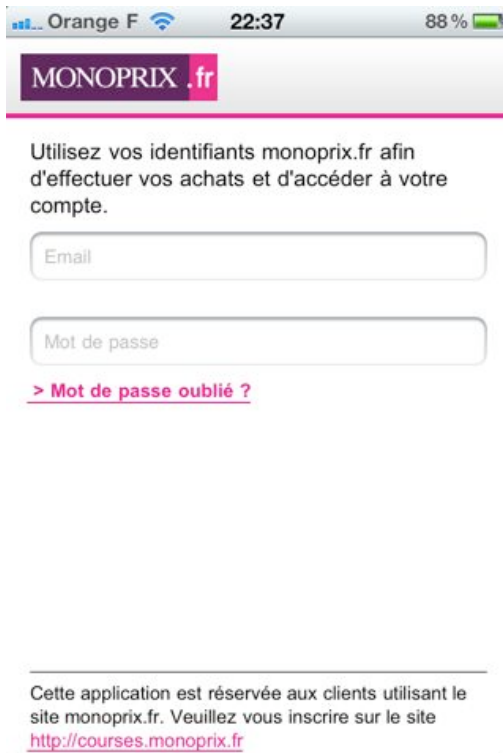 Orange F 22:37 88 %
MONOPRIX .fr
Utilisez vos identifiants monoprix.fr afin
d'effectuer vos achats et d'accéder à votre
compte.
Email
Mot de passe
> Mot de passe oublié ?
Cette application est réservée aux clients utilisant le
site monoprix.fr. Veuillez vous inscrire sur le site
http://courses.monoprix.fr